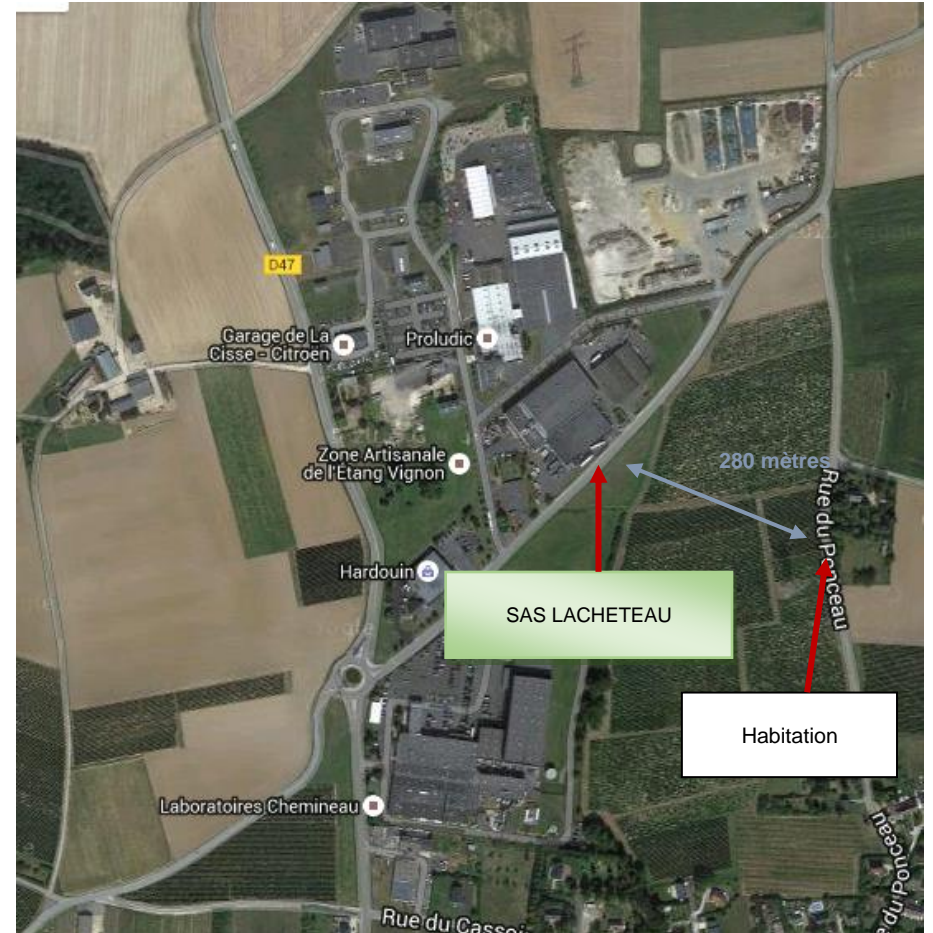 D47
Garage de La
Cisse - Citroen
Proludic
Zone Artisanale
de l'Étang Vignon
280 mètres
Rue du Ponceau
Hardouin
SAS LACHETEAU
Habitation
Laboratoires Chemineau
Ponceau
Rue du